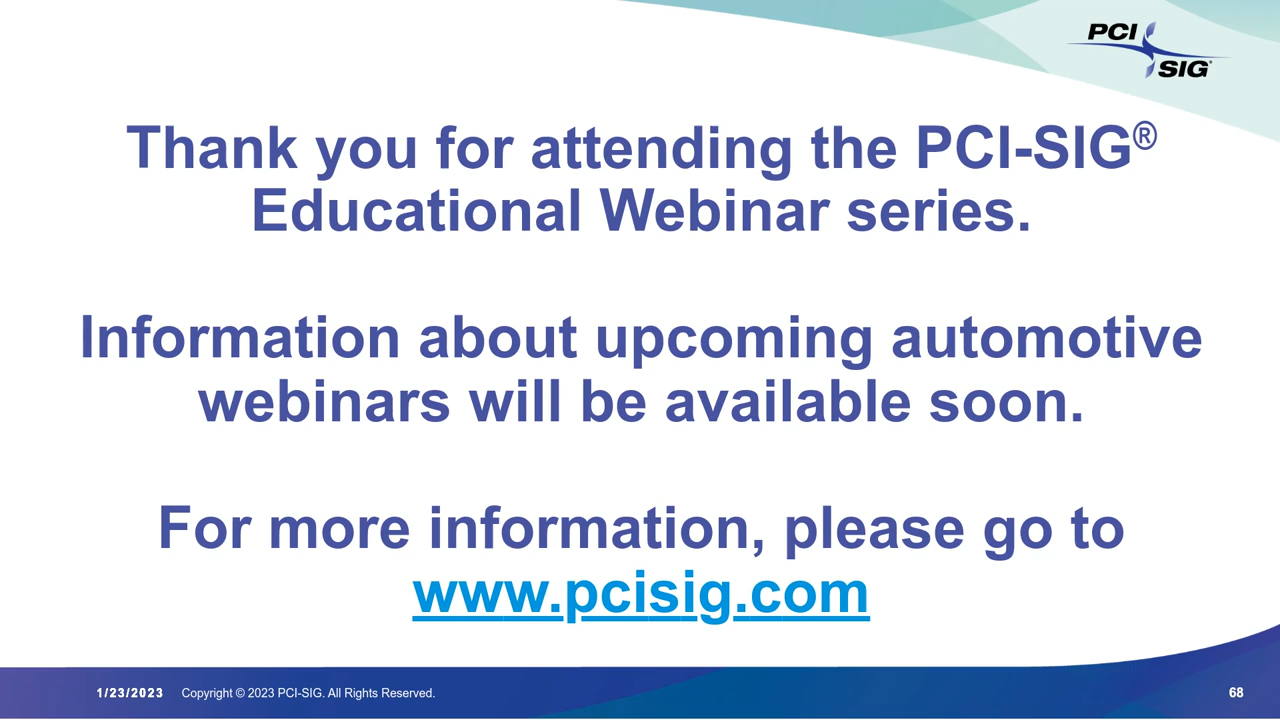 PCI
SIG
Thank you for attending the PCI-SIG®
Educational Webinar series.
Information about upcoming automotive
webinars will be available soon.
For more information, please go to
www.pcisig.com
1/23/2023 Copyright © 2023 PCI-SIG. All Rights Reserved. 68